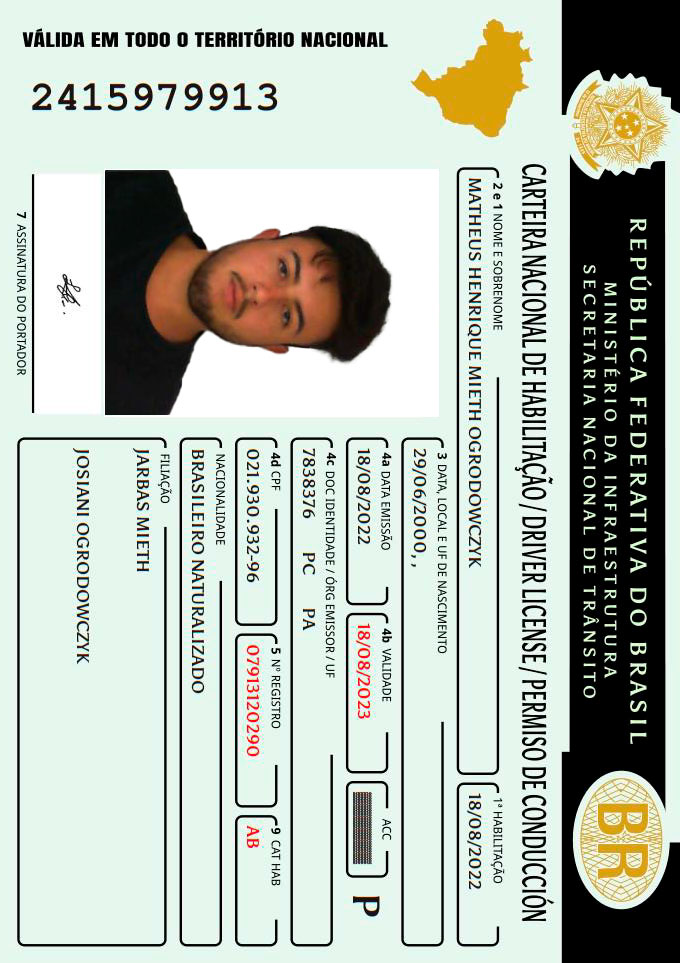 REPÚBLICA FEDERATIVA DO BRASIL
MINISTÉRIO DA INFRAESTRUTURA
SECRETARIA NACIONAL DE TRÂNSITO
BR
CARTEIRA NACIONAL DE HABILITAÇÃO / DRIVER LICENSE / PERMISO DE CONDUCCIÓN
2 e 1 NOME E SOBRENOME
MATHEUS HENRIQUE MIETH OGRODOWCZYK
1ª HABILITAÇÃO
18/08/2022
3 DATA, LOCAL E UF DE NASCIMENTO
29/06/2000, ,
4a DATA EMISSÃO
18/08/2022
4b VALIDADE
18/08/2023
ACC
P
4c DOC IDENTIDADE / ÓRG EMISSOR / UF
7838376 PC PA
4d CPF
021.930.932-96
5 Nº REGISTRO
07913120290
9 CAT HAB
AB
NACIONALIDADE
BRASILEIRO NATURALIZADO
FILIAÇÃO
JARBAS MIETH
JOSIANI OGRODOWCZYK
7 ASSINATURA DO PORTADOR
VÁLIDA EM TODO O TERRITÓRIO NACIONAL
2415979913